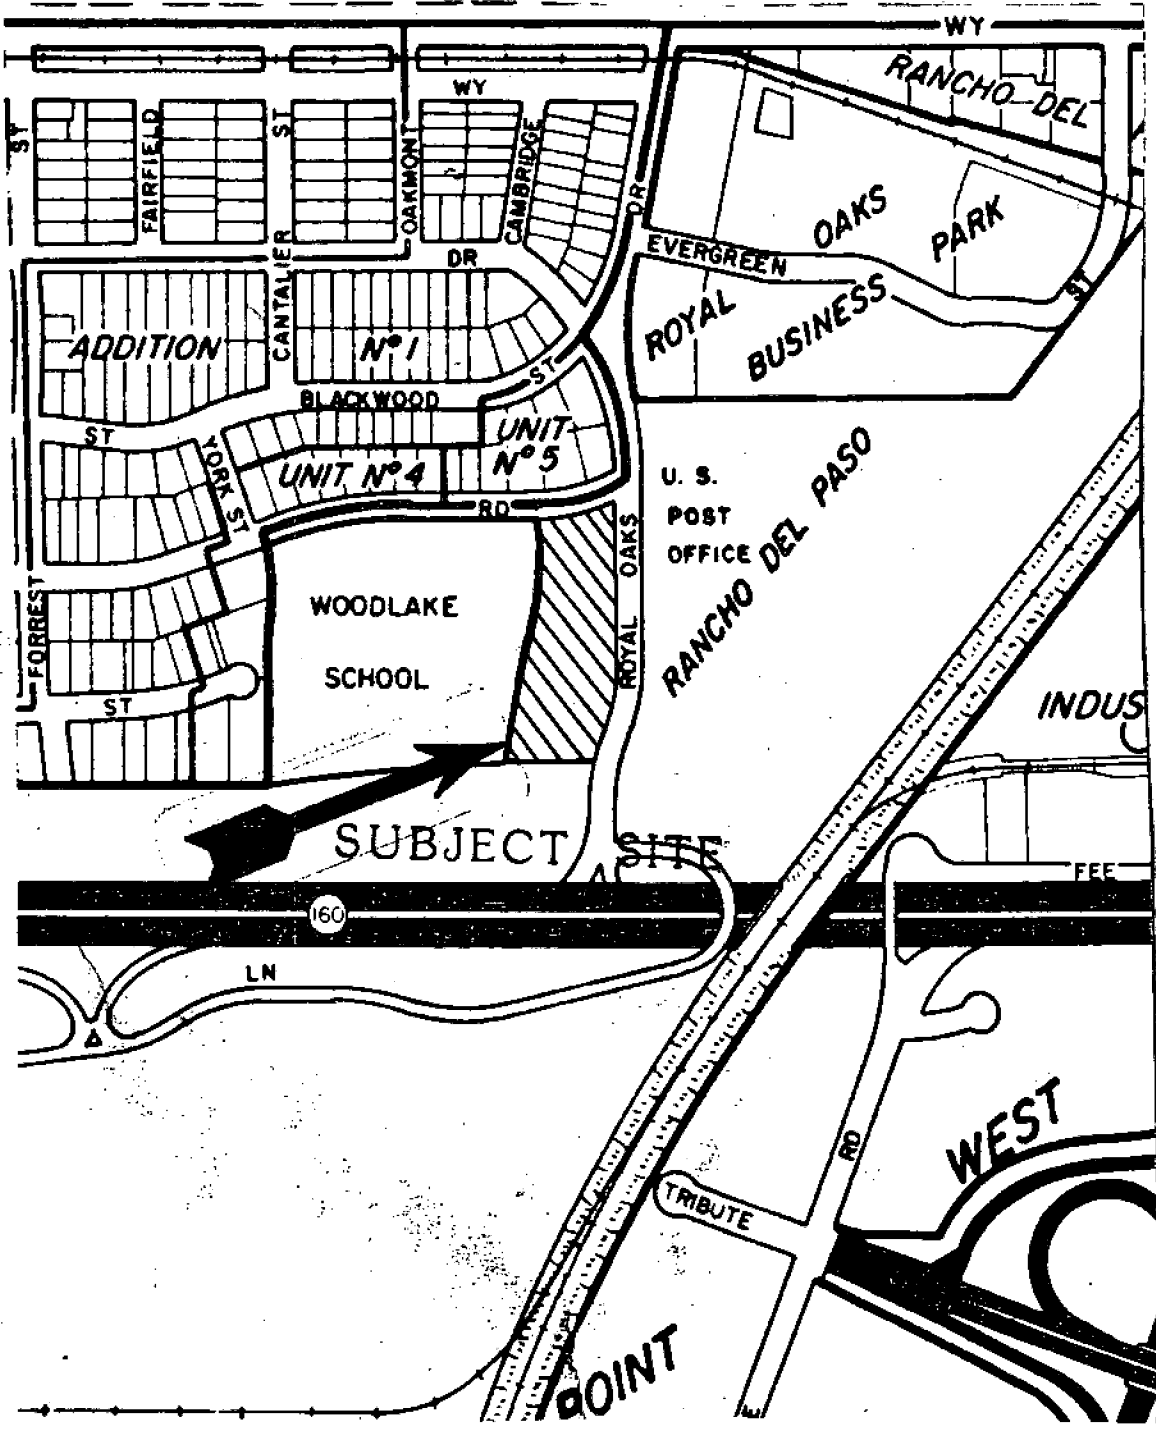 WY
RANCHO DEL
WY
ST
FAIRFIELD
ST
OAKMONT
CAMBRIDGE
DR
OAKS
PARK
EVERGREEN
CANTALIER
DR
ST
ROYAL
BUSINESS
ADDITION
Nº 1
ST
BLACKWOOD
ST
YORK ST
UNIT
Nº 5
UNIT Nº 4
RD
U. S.
POST
OFFICE
RANCHO DEL PASO
ROYAL OAKS
WOODLAKE
SCHOOL
FORREST
ST
INDUS
SUBJECT SITE
FEE
160
LN
WEST
RD
TRIBUTE
POINT
E